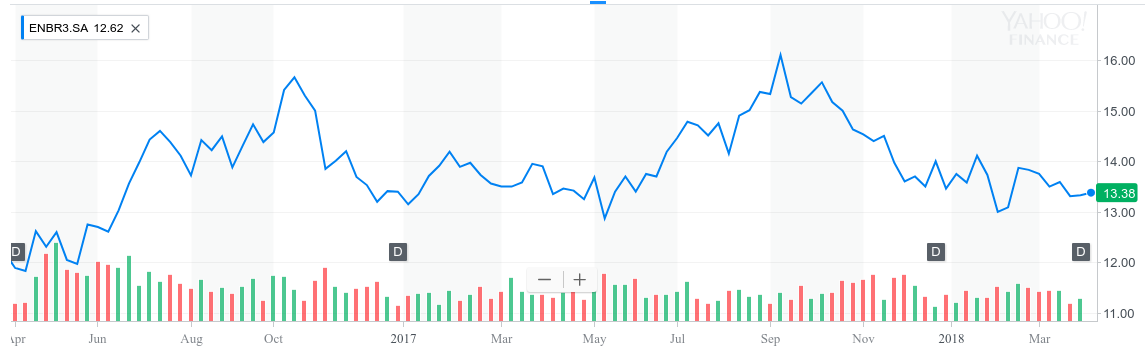 ENBR3.SA 12.62 ×
YAHOO!
FINANCE
16.00
15.00
14.00
13.38
13.00
D D D D
12.00
− +
11.00
Apr Jun Aug Oct 2017 Mar May Jul Sep Nov 2018 Mar